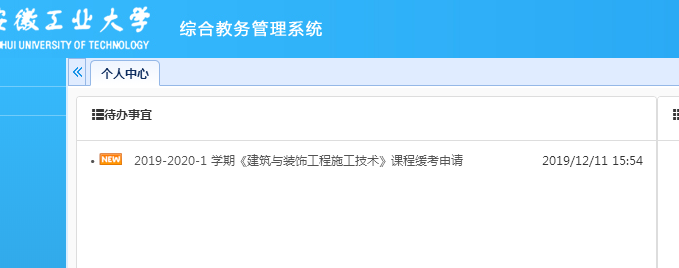 安徽工业大学
HUI UNIVERSITY OF TECHNOLOGY
综合教务管理系统
个人中心
待办事宜
NEW 2019-2020-1 学期《建筑与装饰工程施工技术》课程缓考申请 2019/12/11 15:54